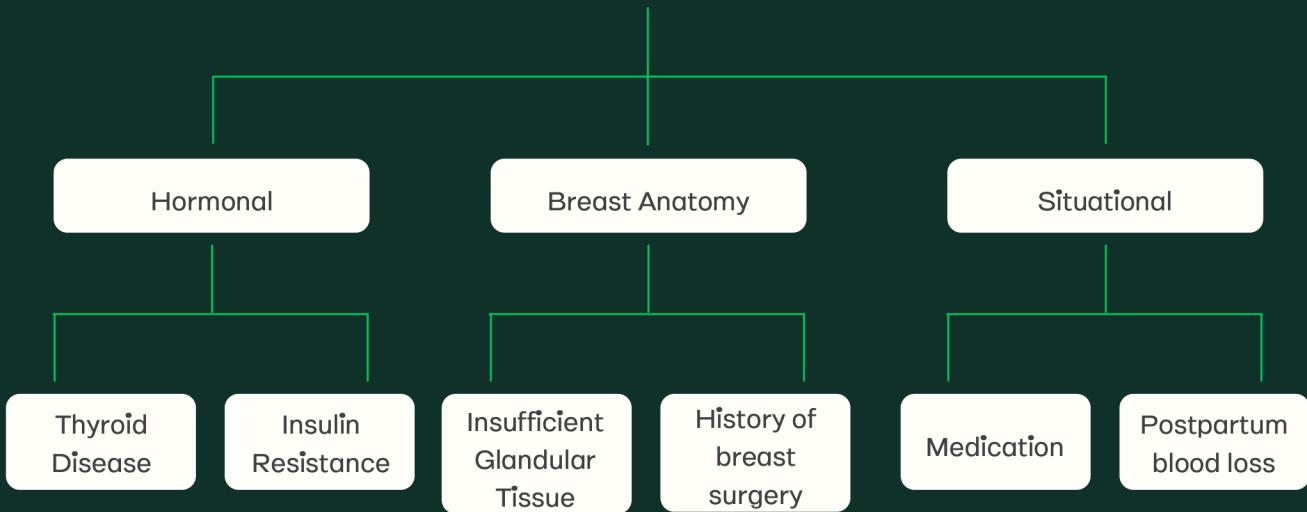 Hormonal
Breast Anatomy
Situational
Thyroid
Disease
Insulin
Resistance
Insufficient
Glandular
Tissue
History of
breast
surgery
Medication
Postpartum
blood loss